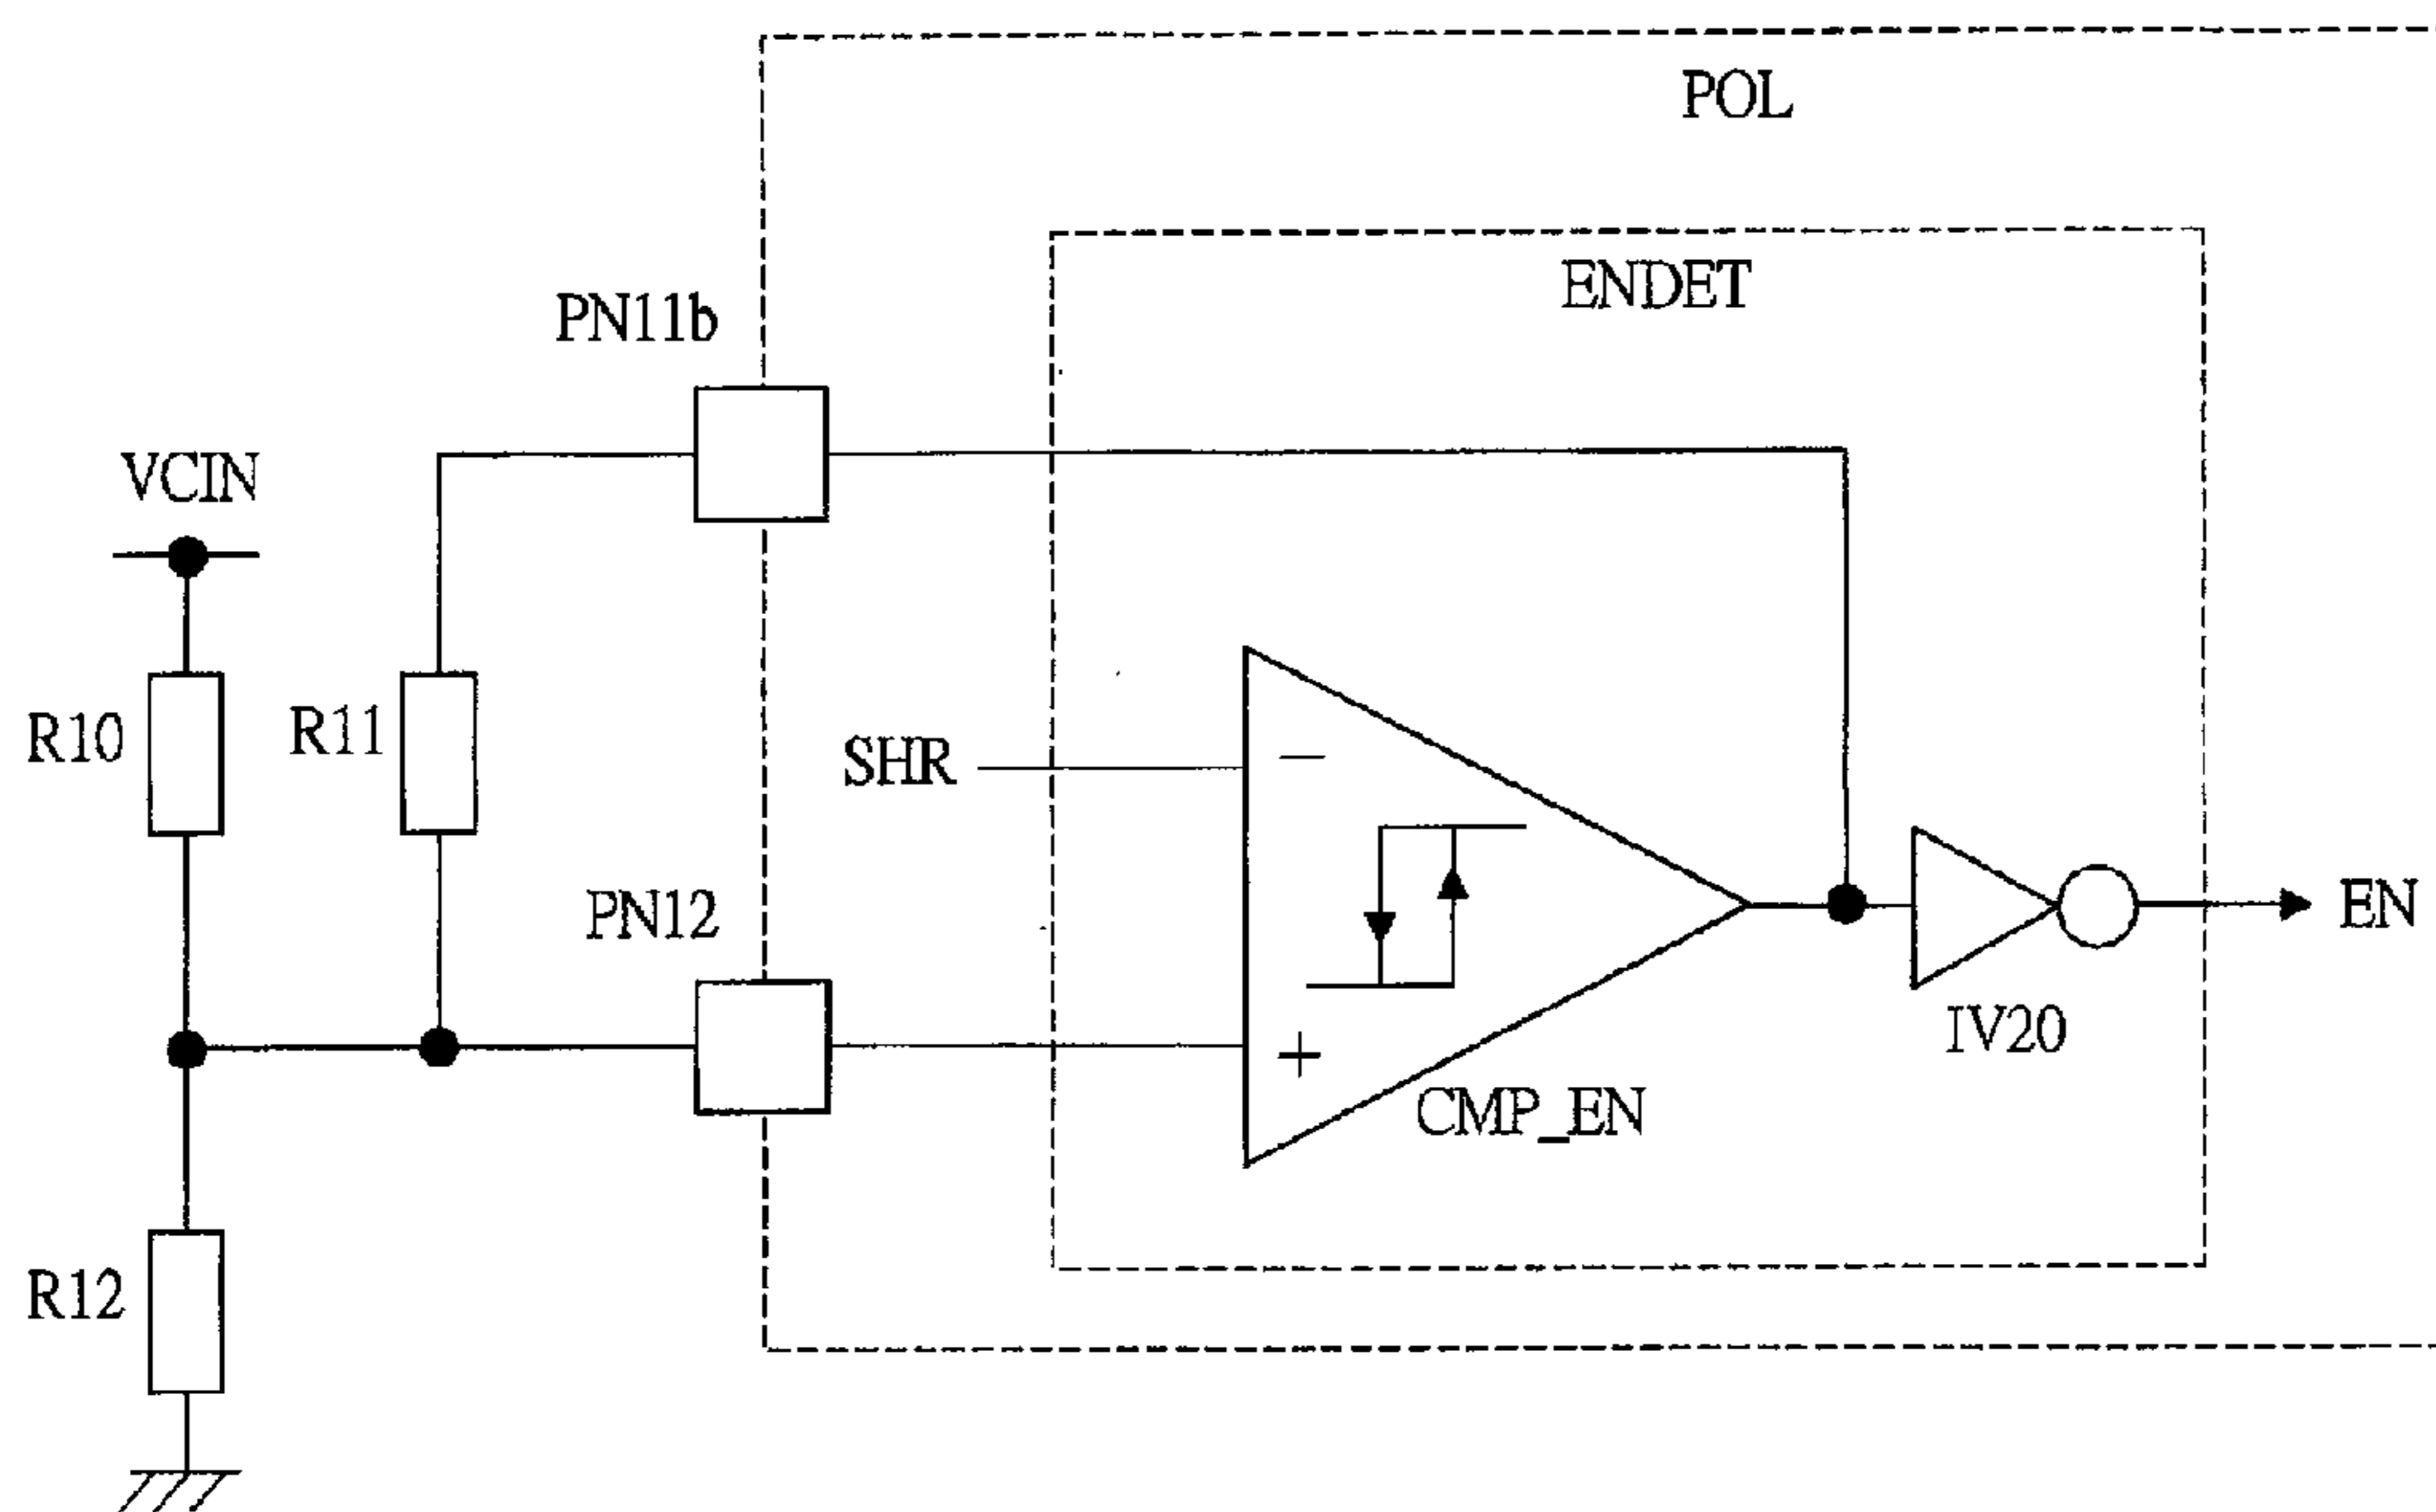 POL
ENDET
PN11b
VCIN
R10
R11
SHR
−
PN12
+
CMP_EN
IV20
EN
R12